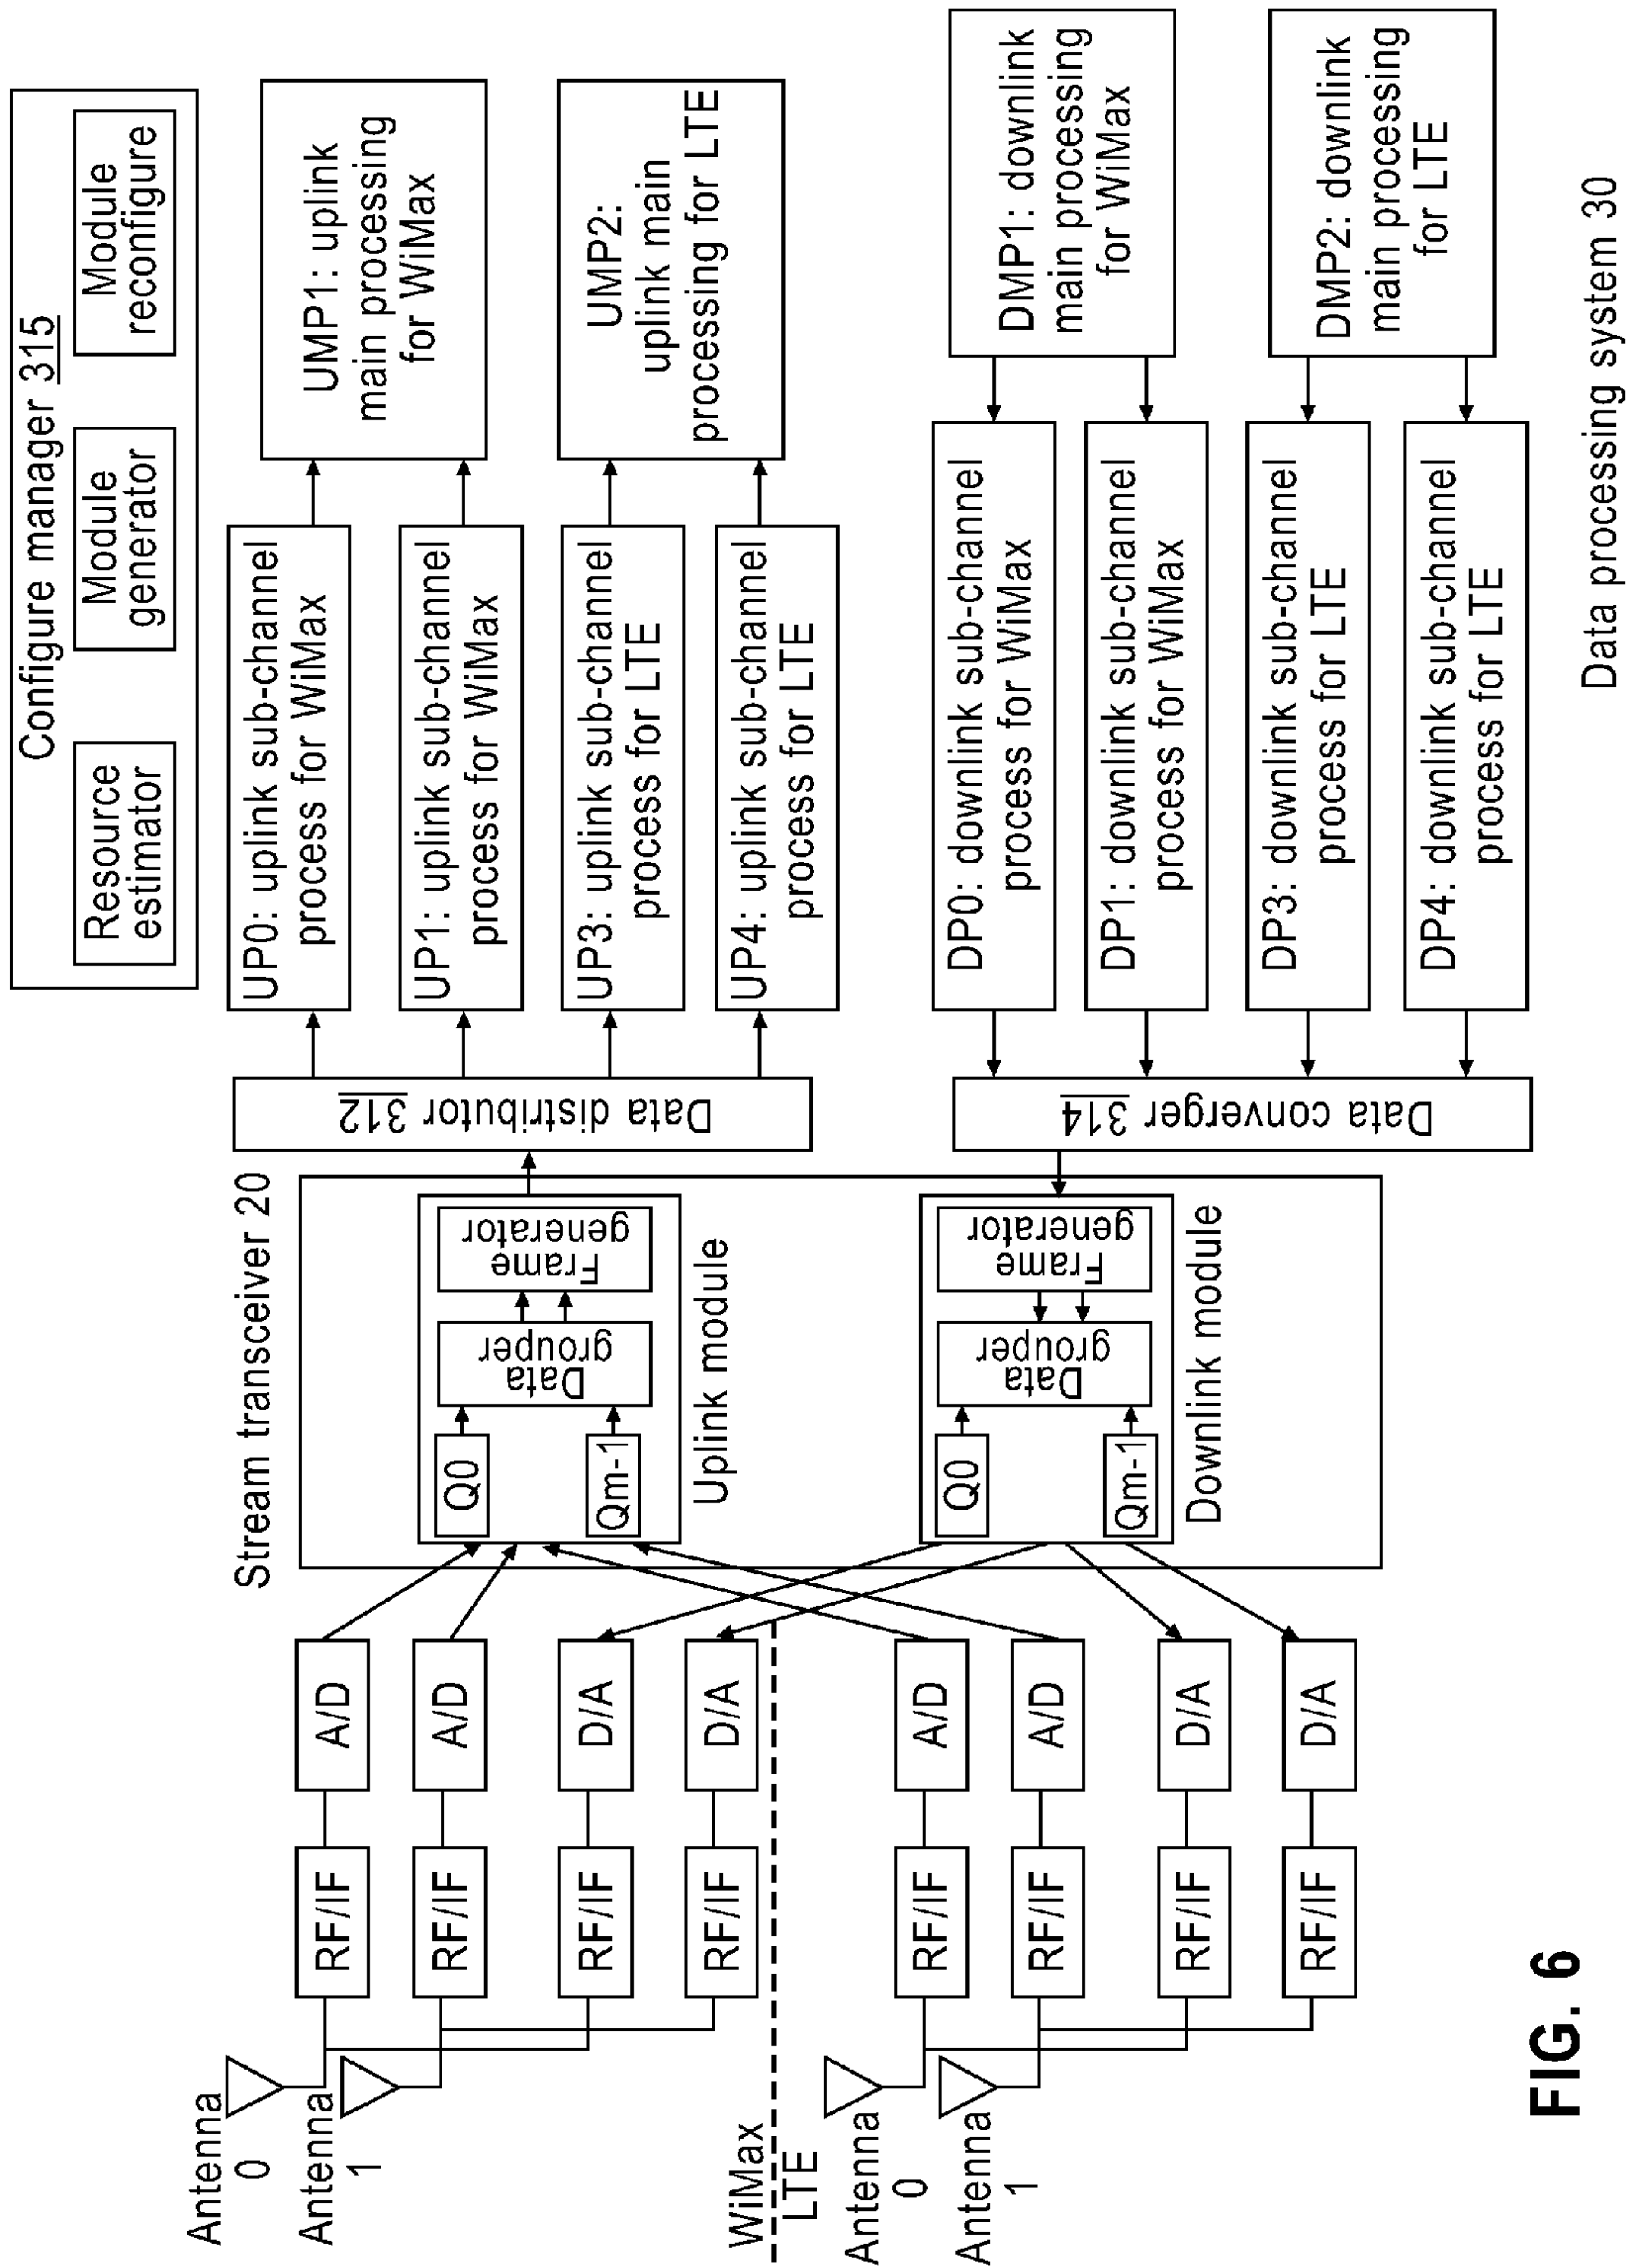 Configure manager 315
Resource
estimator
Module
generator
Module
reconfigure
Antenna
0
Antenna
1
RF/IF
A/D
RF/IF
A/D
RF/IF
D/A
RF/IF
D/A
WiMax
LTE
Antenna
0
Antenna
1
RF/IF
A/D
RF/IF
A/D
RF/IF
D/A
RF/IF
D/A
Stream transceiver 20
Q0
Qm-1
Data
grouper
Frame
generator
Uplink module
Q0
Qm-1
Data
grouper
Frame
generator
Downlink module
Data distributor 312
Data converger 314
UP0: uplink sub-channel
process for WiMax
UP1: uplink sub-channel
process for WiMax
UP3: uplink sub-channel
process for LTE
UP4: uplink sub-channel
process for LTE
UMP1: uplink
main processing
for WiMax
UMP2:
uplink main
processing for LTE
DP0: downlink sub-channel
process for WiMax
DP1: downlink sub-channel
process for WiMax
DP3: downlink sub-channel
process for LTE
DP4: downlink sub-channel
process for LTE
DMP1: downlink
main processing
for WiMax
DMP2: downlink
main processing
for LTE
Data processing system 30
FIG. 6